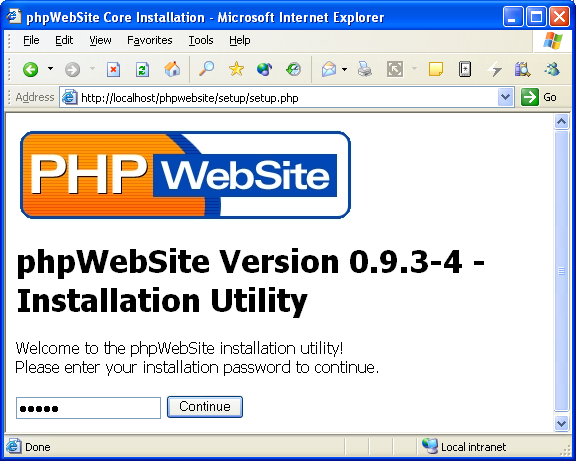 phpWebSite Core Installation - Microsoft Internet Explorer
File Edit View Favorites Tools Help
Address http://localhost/phpwebsite/setup/setup.php Go
PHP WebSite
phpWebSite Version 0.9.3-4 -
Installation Utility
Welcome to the phpWebSite installation utility!
Please enter your installation password to continue.
●●●●● Continue
Done Local intranet